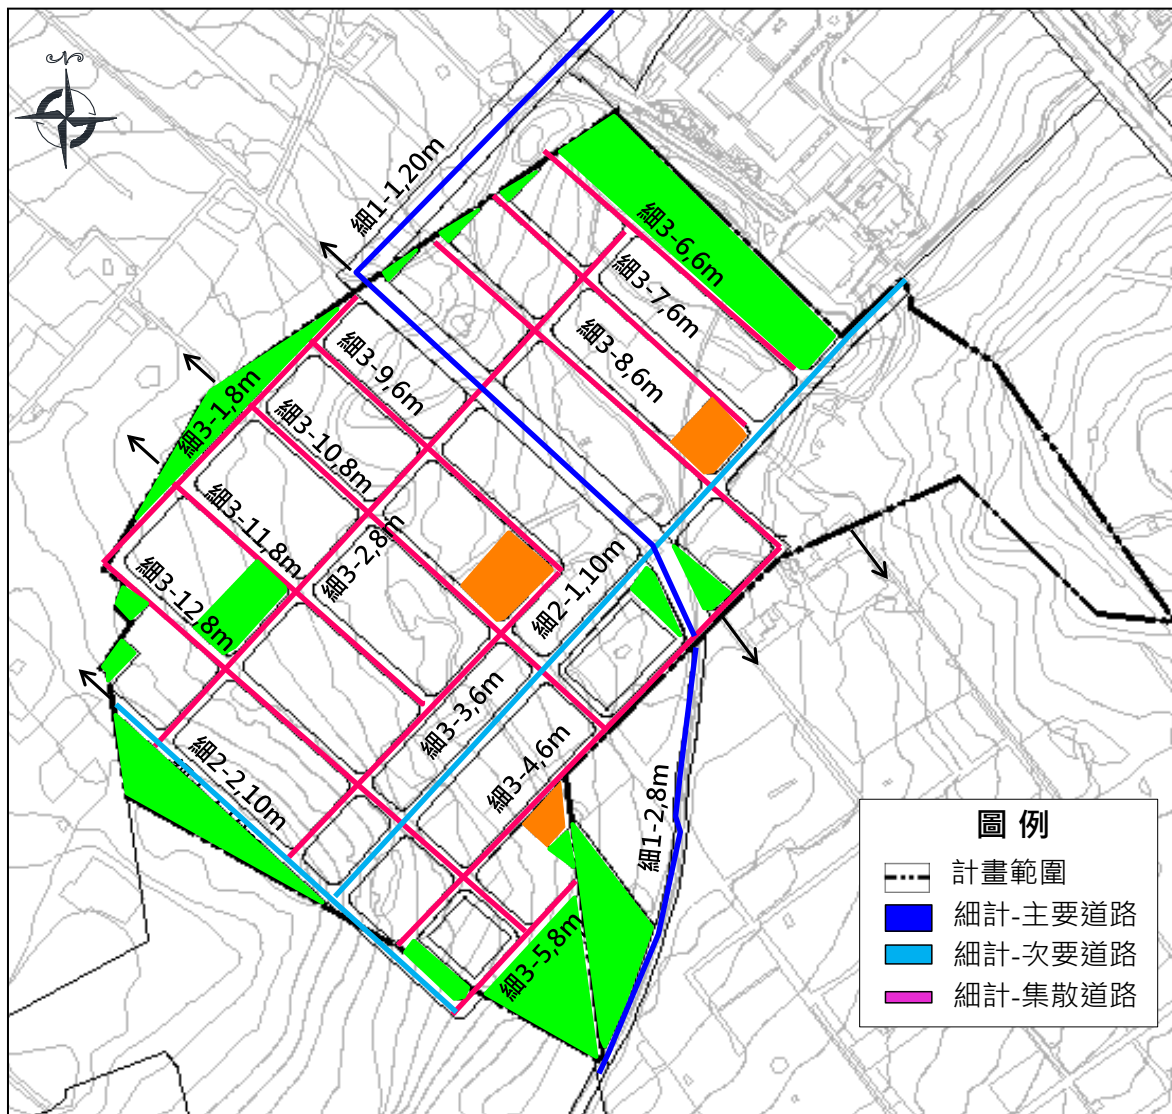 細1-1,20m
細3-6,6m
細3-7,6m
細3-8,6m
細3-9,6m
細3-1,8m
細3-10,8m
細3-11,8m
細3-2,8m
細3-12,8m
細2-1,10m
細3-3,6m
細2-2,10m
細3-4,6m
細1-2,8m
細3-5,8m
圖 例
計畫範圍
細計-主要道路
細計-次要道路
細計-集散道路